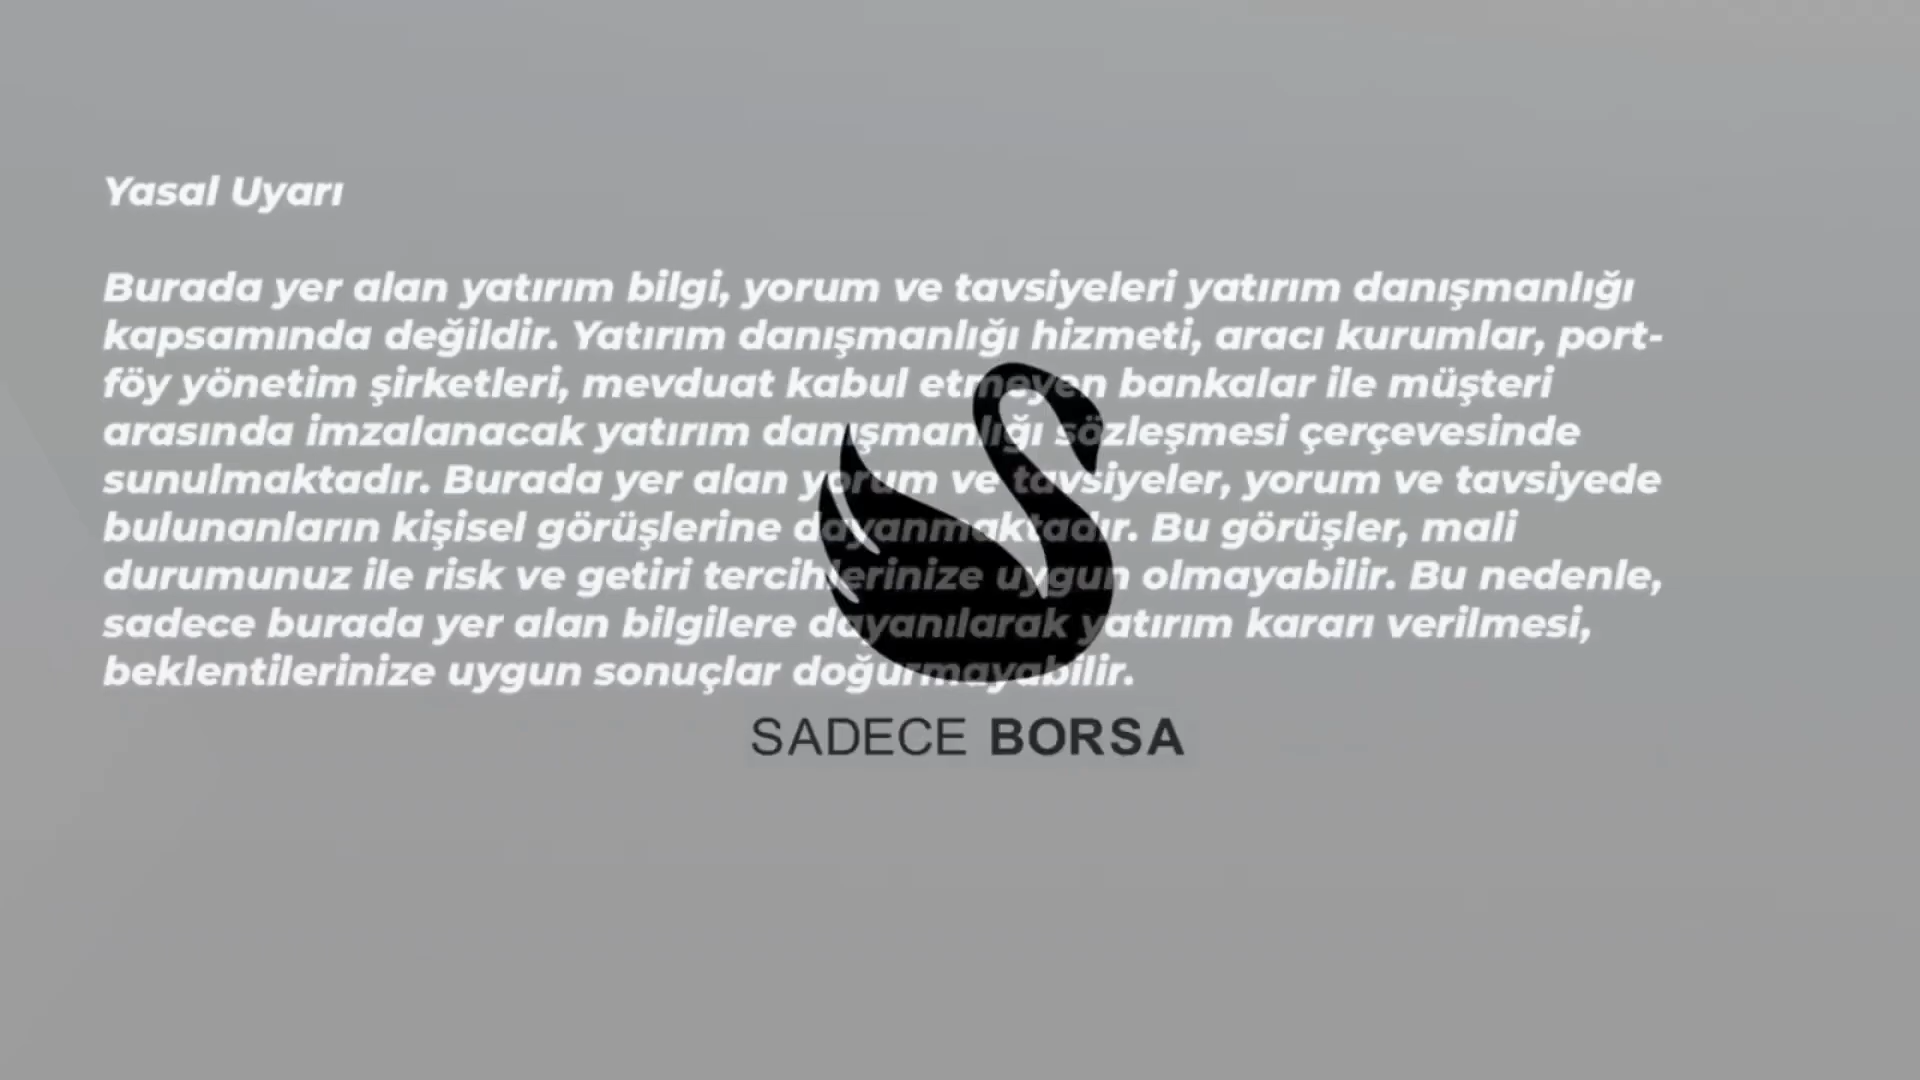 Yasal Uyarı
Burada yer alan yatırım bilgi, yorum ve tavsiyeleri yatırım danışmanlığı
kapsamında değildir. Yatırım danışmanlığı hizmeti, aracı kurumlar, port-
föy yönetim şirketleri, mevduat kabul etmeyen bankalar ile müşteri
arasında imzalanacak yatırım danışmanlığı sözleşmesi çerçevesinde
sunulmaktadır. Burada yer alan yorum ve tavsiyeler, yorum ve tavsiyede
bulunanların kişisel görüşlerine dayanmaktadır. Bu görüşler, mali
durumunuz ile risk ve getiri tercihlerinize uygun olmayabilir. Bu nedenle,
sadece burada yer alan bilgilere dayanılarak yatırım kararı verilmesi,
beklentilerinize uygun sonuçlar doğurmayabilir.
SADECE BORSA